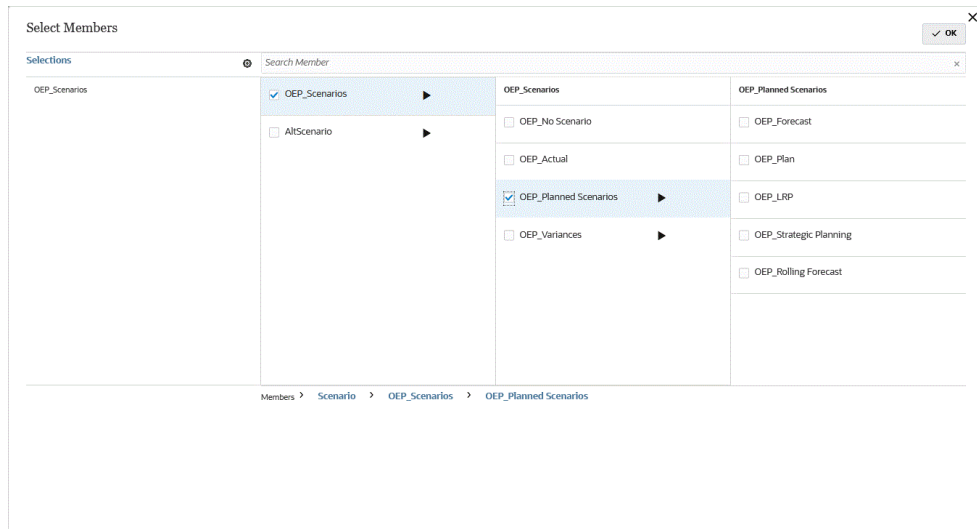 Select Members
OK
Selections
Search Member
OEP_Scenarios
OEP_Scenarios
AltScenario
OEP_Scenarios
OEP_No Scenario
OEP_Actual
OEP_Planned Scenarios
OEP_Variances
OEP_Planned Scenarios
OEP_Forecast
OEP_Plan
OEP_LRP
OEP_Strategic Planning
OEP_Rolling Forecast
Members > Scenario > OEP_Scenarios > OEP_Planned Scenarios